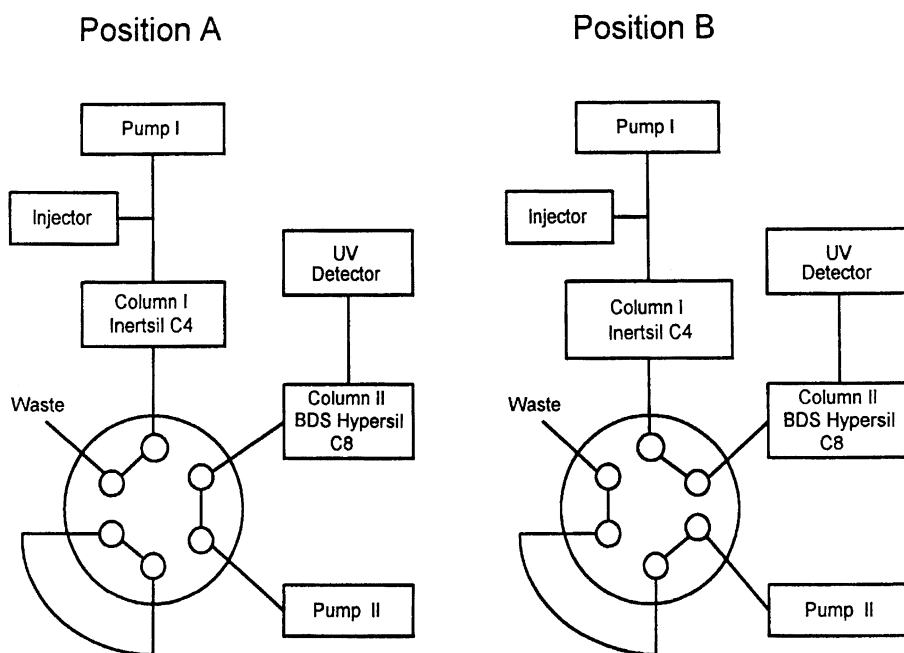 Position A
Pump I
Injector
Column I
Inertsil C4
UV
Detector
Waste
Column II
BDS Hypersil
C8
Pump II
Position B
Pump I
Injector
Column I
Inertsil C4
UV
Detector
Waste
Column II
BDS Hypersil
C8
Pump II